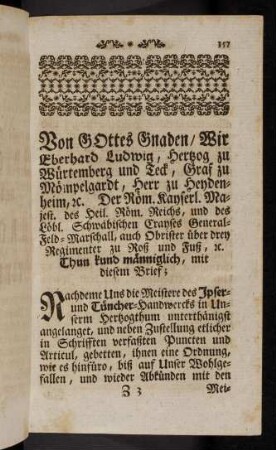 357
Von GOttes Gnaden / Wir
Eberhard Ludwig, Hertzog zu
Würtemberg und Teck, Graf zu
Mömpelgardt, Herr zu Heyden-
heim, ꝛc. Der Röm. Kayserl. Ma-
jest. des Heil. Röm. Reichs, und des
Löbl. Schwäbischen Crayses General-
Feld-Marschall, auch Obrister über drey
Regimenter zu Roß und Fuß, ꝛc.
Thun kund männiglich, mit
diesem Brief;
Nachdeme Uns die Meistere des Ipser-
und Tüncher-Handwercks in Un-
serm Hertzogthum unterthänigst
angelanget, und neben Zustellung etlicher
in Schrifften verfaßten Puncten und
Articul, gebetten, ihnen eine Ordnung,
wie es hinfüro, biß auf Unser Wohlge-
fallen, und wieder Abkünden mit den
Z 3 Mei-